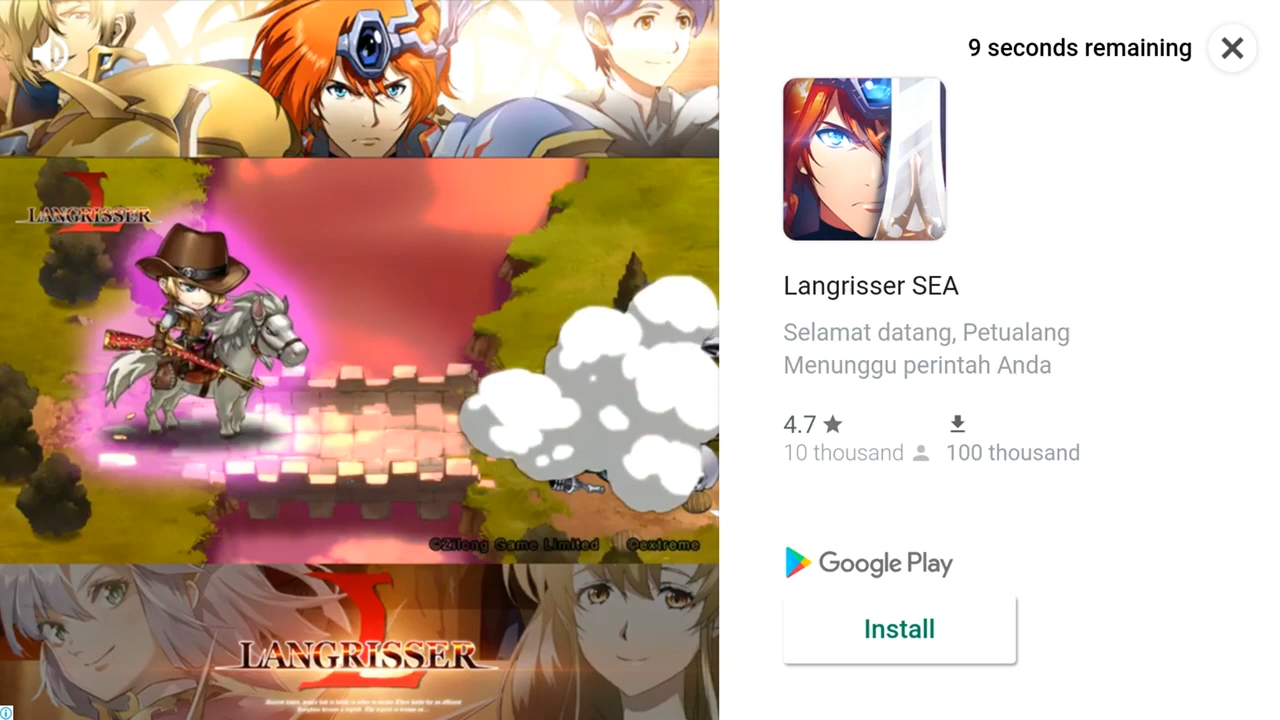 LANGRISSER
©Zilong Game Limited ©extreme
LANGRISSER
9 seconds remaining
Langrisser SEA
Selamat datang, Petualang
Menunggu perintah Anda
4.7
10 thousand 100 thousand
Google Play
Install